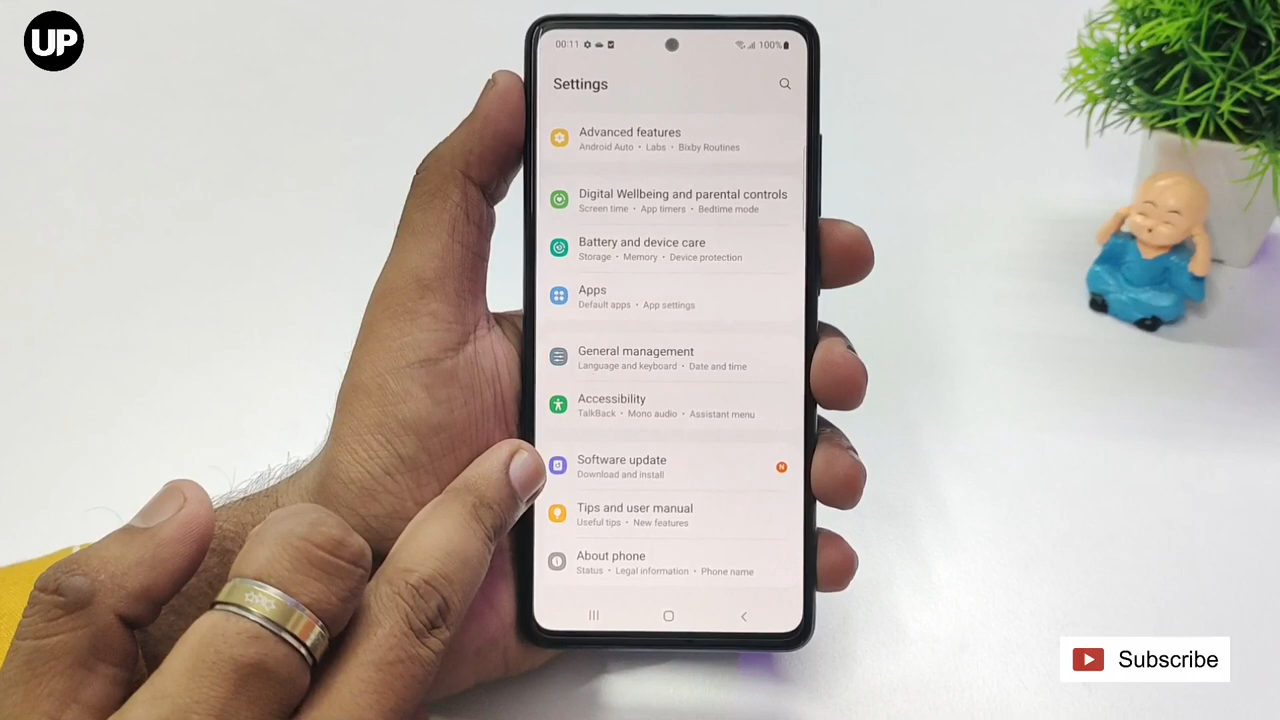 UP
00:11 100%
Settings
Advanced features
Android Auto • Labs • Bixby Routines
Digital Wellbeing and parental controls
Screen time • App timers • Bedtime mode
Battery and device care
Storage • Memory • Device protection
Apps
Default apps • App settings
General management
Language and keyboard • Date and time
Accessibility
TalkBack • Mono audio • Assistant menu
Software update
Download and install
N
Tips and user manual
Useful tips • New features
About phone
Status • Legal information • Phone name
Subscribe